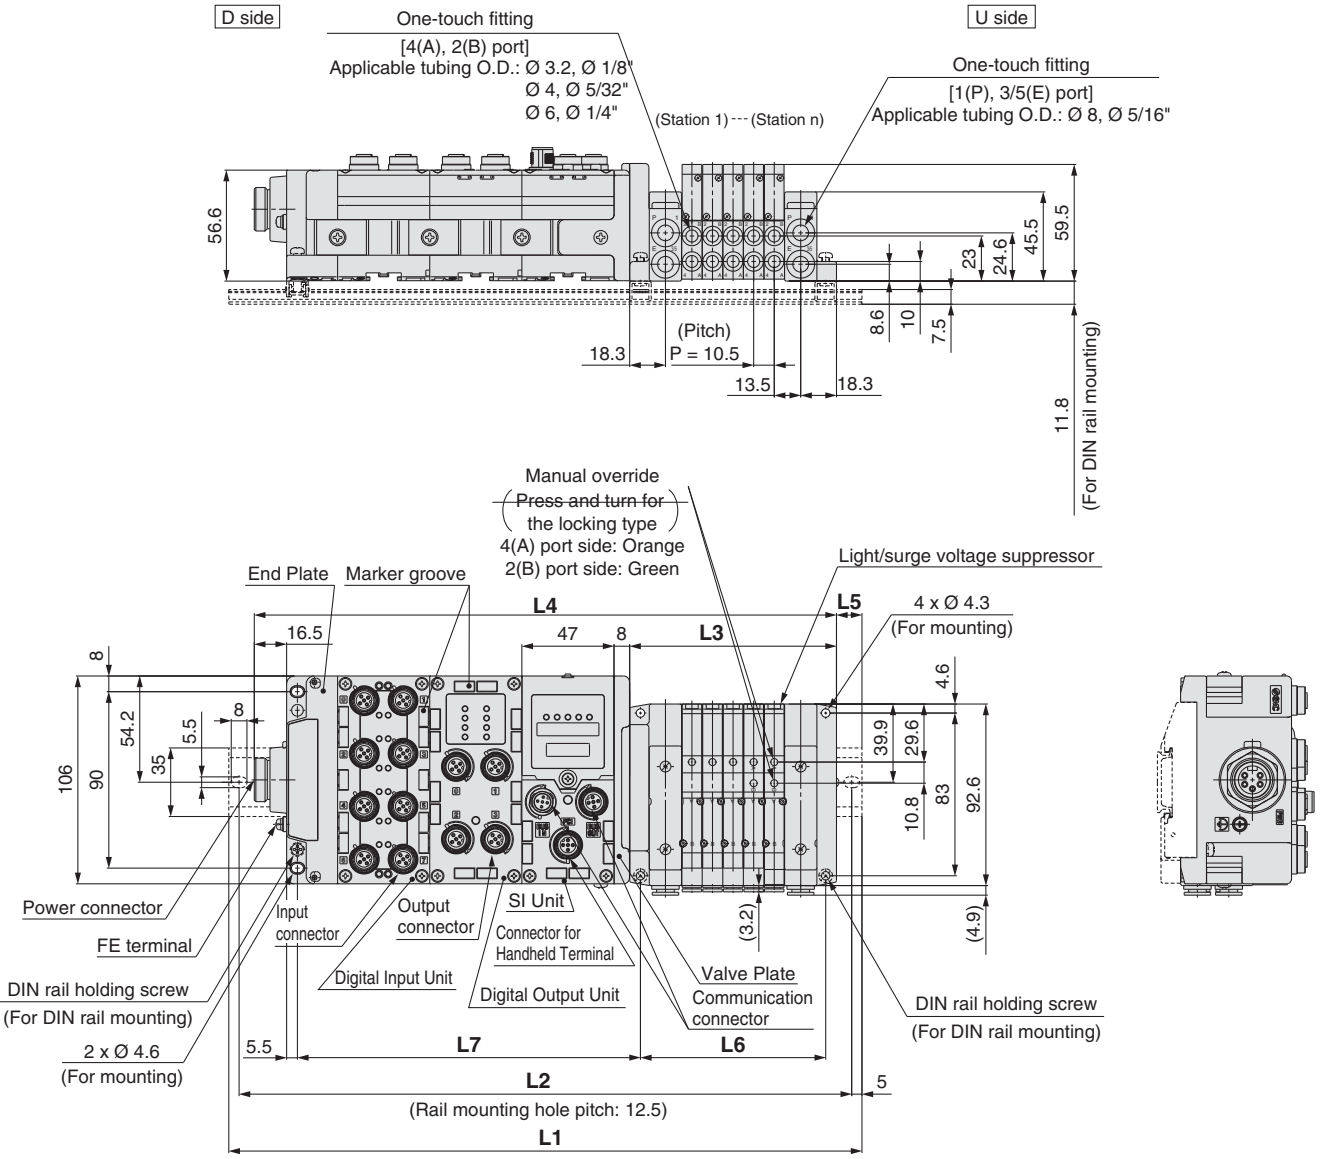 D side
One-touch fitting
[4(A), 2(B) port]
Applicable tubing O.D.: Ø 3.2, Ø 1/8"
Ø 4, Ø 5/32"
Ø 6, Ø 1/4"
U side
One-touch fitting
[1(P), 3/5(E) port]
Applicable tubing O.D.: Ø 8, Ø 5/16"
(Station 1) --- (Station n)
56.6
23
24.6
45.5
59.5
8.6
10
7.5
11.8
(For DIN rail mounting)
18.3
(Pitch)
P = 10.5
13.5
18.3
Manual override
(Press and turn for
the locking type)
4(A) port side: Orange
2(B) port side: Green
Light/surge voltage suppressor
End Plate
Marker groove
L4
L5
4 x Ø 4.3
(For mounting)
16.5
47
8
L3
8
106
90
54.2
35
5.5
8
4.6
39.9
29.6
10.8
83
92.6
(3.2)
(4.9)
Power connector
FE terminal
DIN rail holding screw
(For DIN rail mounting)
2 x Ø 4.6
(For mounting)
Input
connector
Digital Input Unit
Output
connector
SI Unit
Connector for
Handheld Terminal
Digital Output Unit
Valve Plate
Communication
connector
DIN rail holding screw
(For DIN rail mounting)
5.5
L7
L6
L2
5
(Rail mounting hole pitch: 12.5)
L1